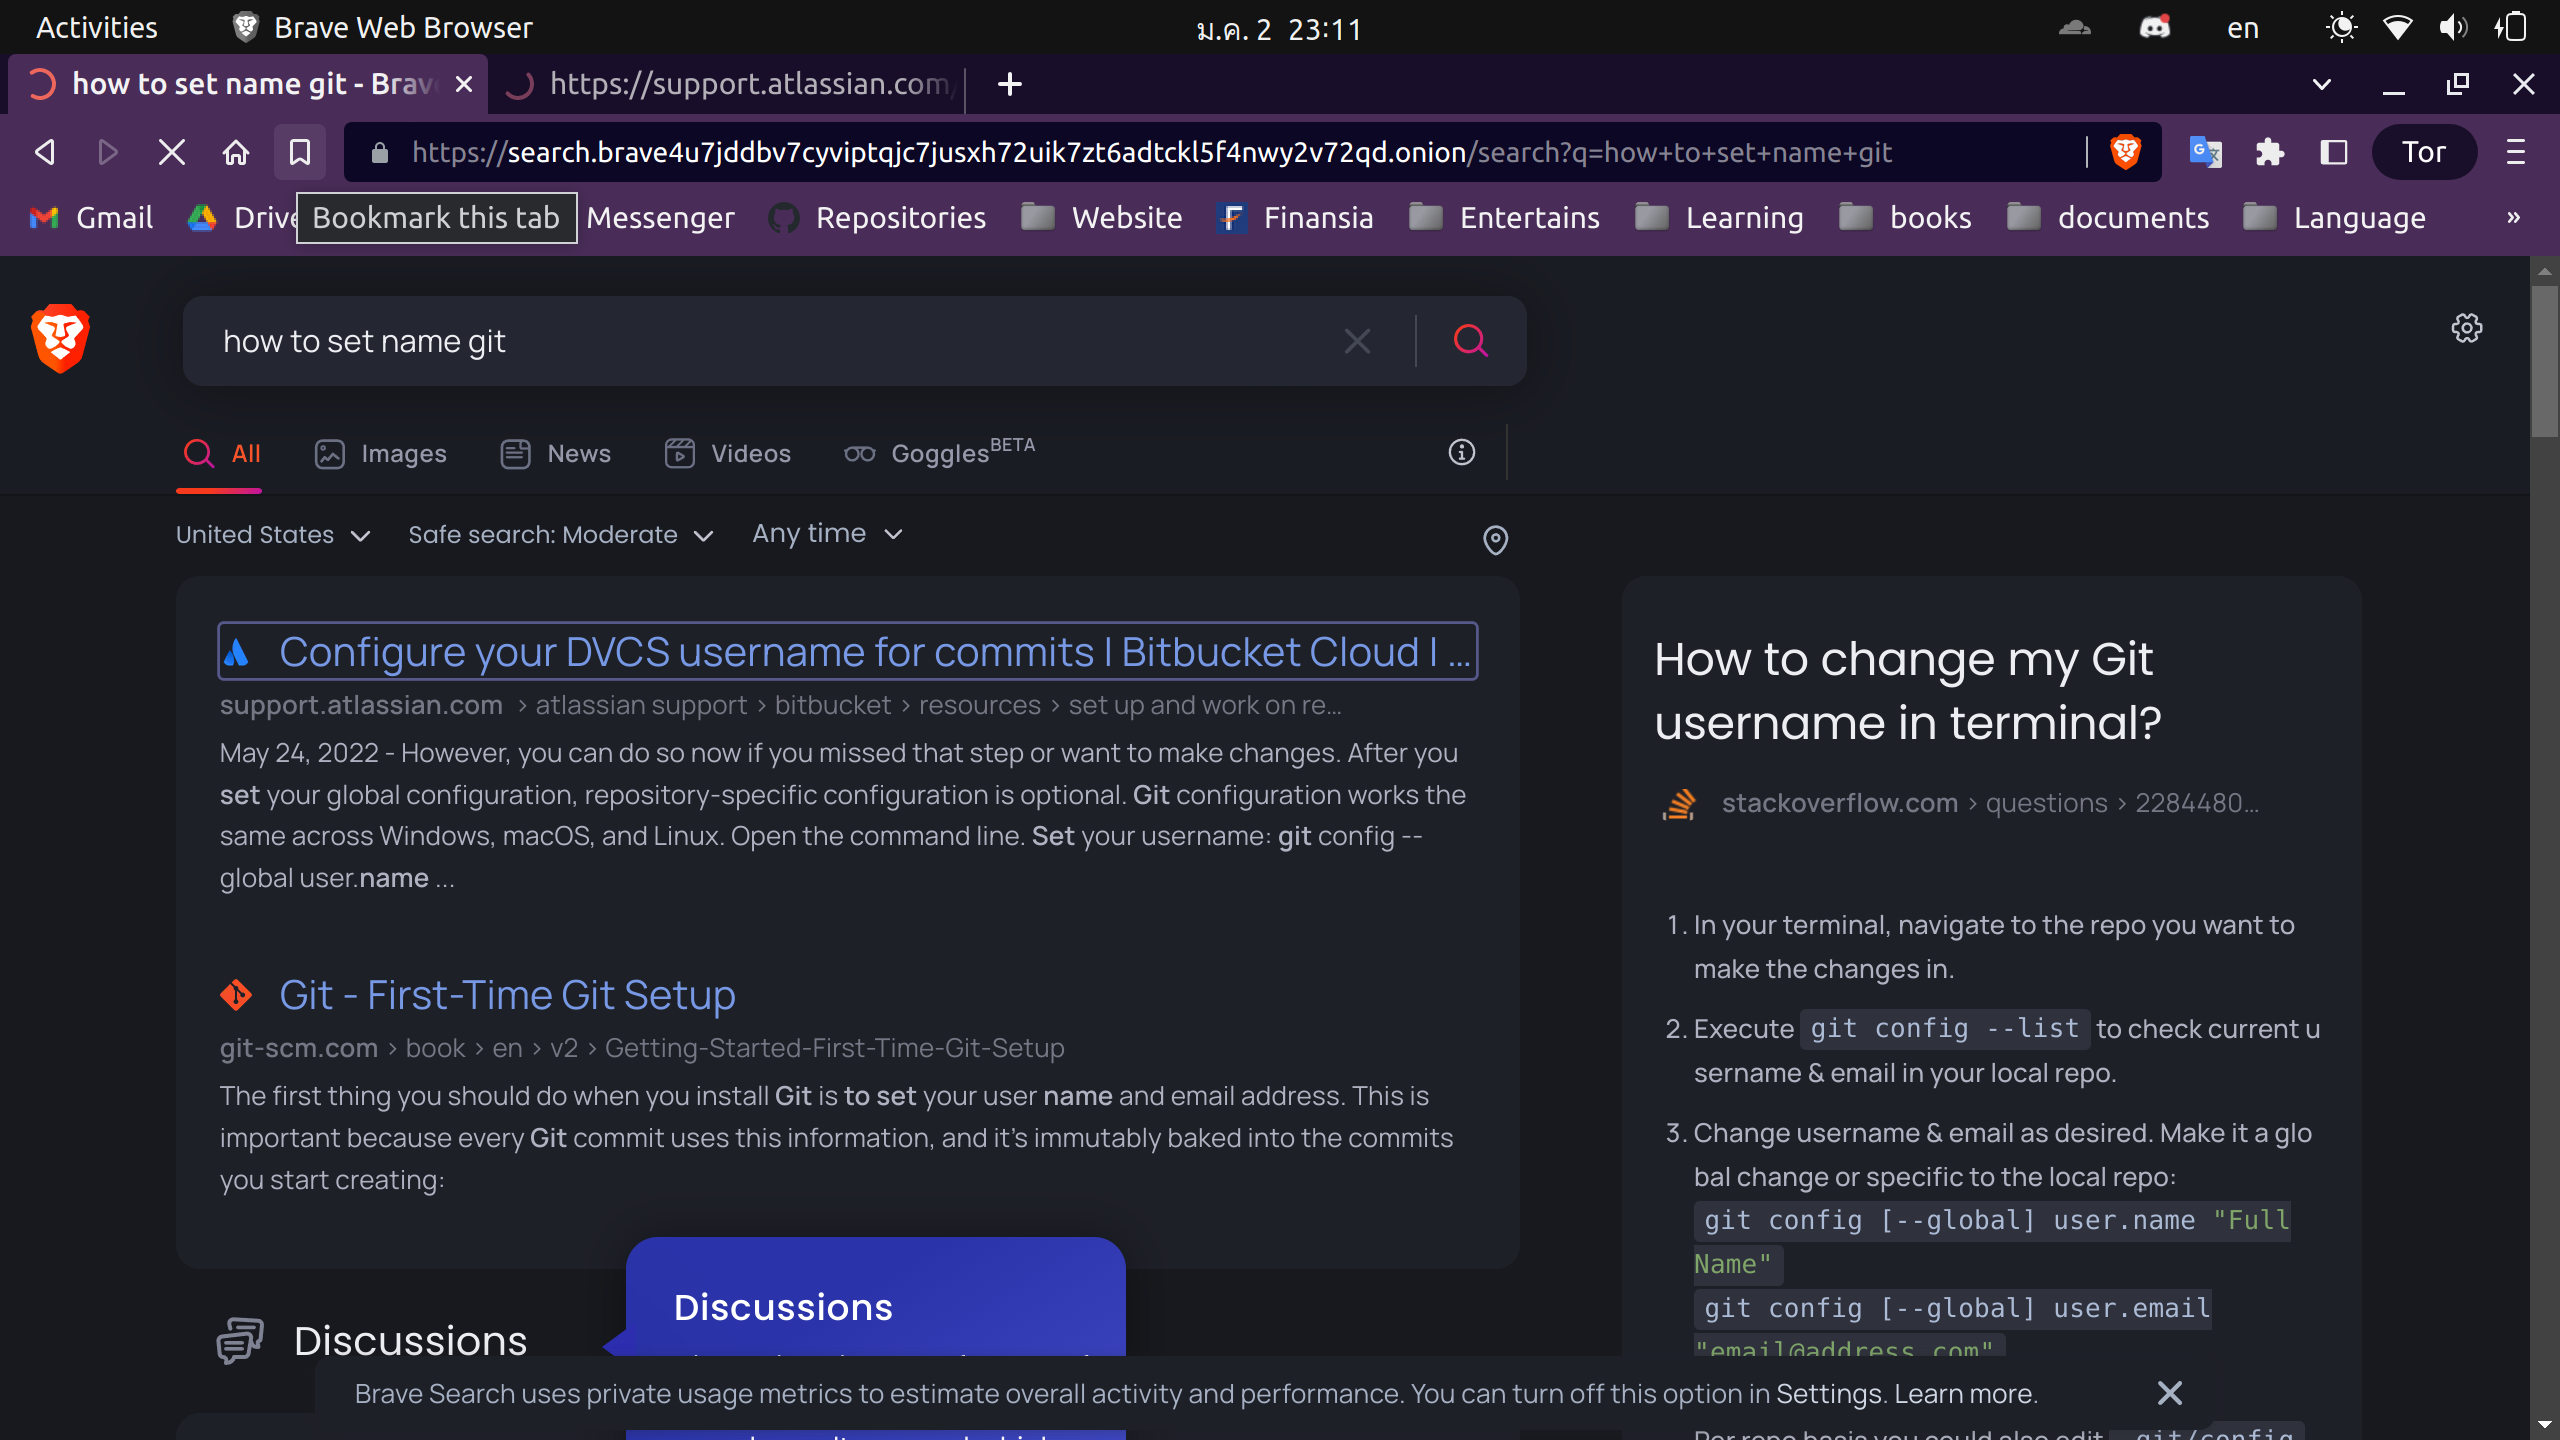 Activities
Brave Web Browser
ม.ค. 2 23:11
en
how to set name git - Brave
https://support.atlassian.com/
https://search.brave4u7jddbv7cyviptqjc7jusxh72uik7zt6adtckl5f4nwy2v72qd.onion/search?q=how+to+set+name+git
Tor
Gmail
Drive
Bookmark this tab
Messenger
Repositories
Website
Finansia
Entertains
Learning
books
documents
Language
»
how to set name git
All
Images
News
Videos
Goggles BETA
United States
Safe search: Moderate
Any time
Configure your DVCS username for commits | Bitbucket Cloud | ...
support.atlassian.com › atlassian support › bitbucket › resources › set up and work on re...
May 24, 2022 - However, you can do so now if you missed that step or want to make changes. After you
set your global configuration, repository-specific configuration is optional. Git configuration works the
same across Windows, macOS, and Linux. Open the command line. Set your username: git config --
global user.name ...
Git - First-Time Git Setup
git-scm.com › book › en › v2 › Getting-Started-First-Time-Git-Setup
The first thing you should do when you install Git is to set your user name and email address. This is
important because every Git commit uses this information, and it's immutably baked into the commits
you start creating:
Discussions
Discussions
How to change my Git
username in terminal?
stackoverflow.com › questions › 2284480...
1. In your terminal, navigate to the repo you want to
make the changes in.
2. Execute git config --list to check current u
sername & email in your local repo.
3. Change username & email as desired. Make it a glo
bal change or specific to the local repo:
git config [--global] user.name "Full
Name"
git config [--global] user.email
"email@address.com"
Brave Search uses private usage metrics to estimate overall activity and performance. You can turn off this option in Settings. Learn more.
Per repo basis you could also edit .git/config